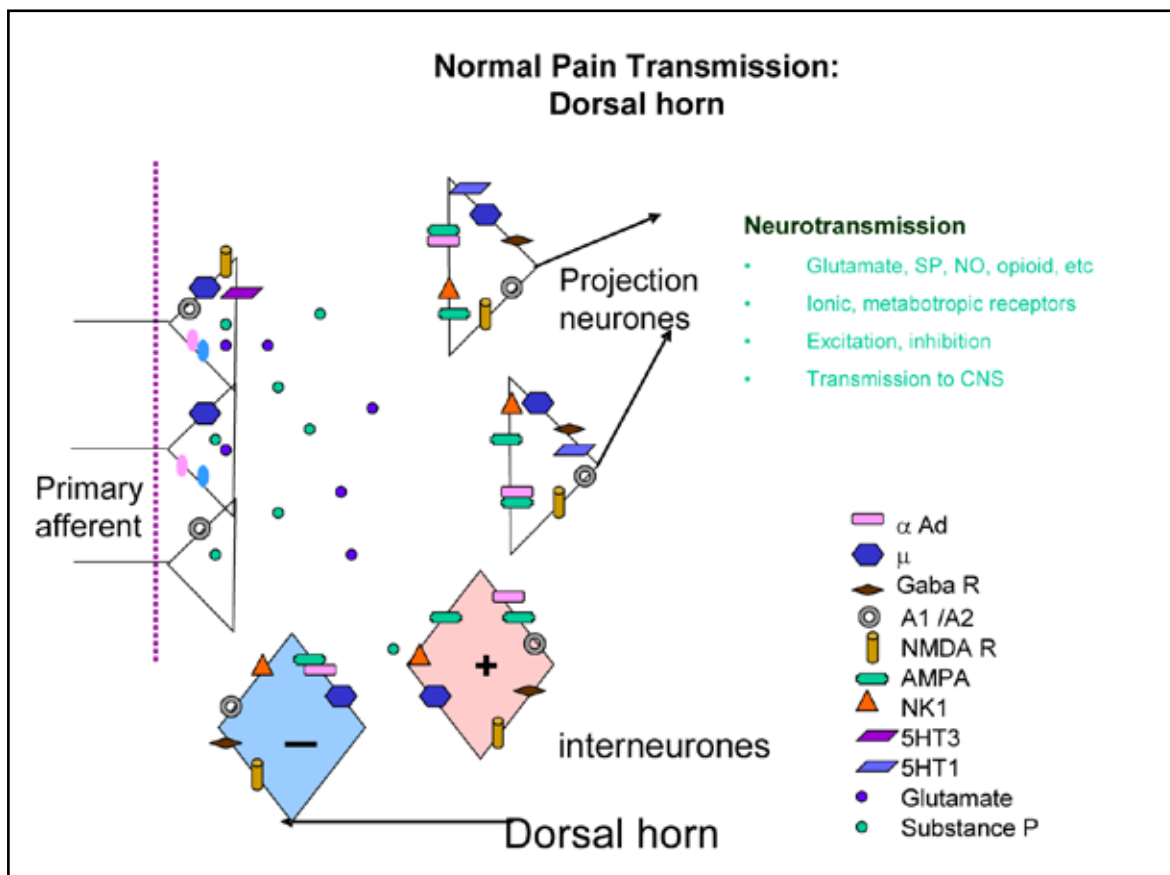 Normal Pain Transmission:
Dorsal horn
Neurotransmission
• Glutamate, SP, NO, opioid, etc
• Ionic, metabotropic receptors
• Excitation, inhibition
• Transmission to CNS
Projection
neurones
Primary
afferent
+
−
interneurones
Dorsal horn
α Ad
μ
Gaba R
A1 /A2
NMDA R
AMPA
NK1
5HT3
5HT1
Glutamate
Substance P